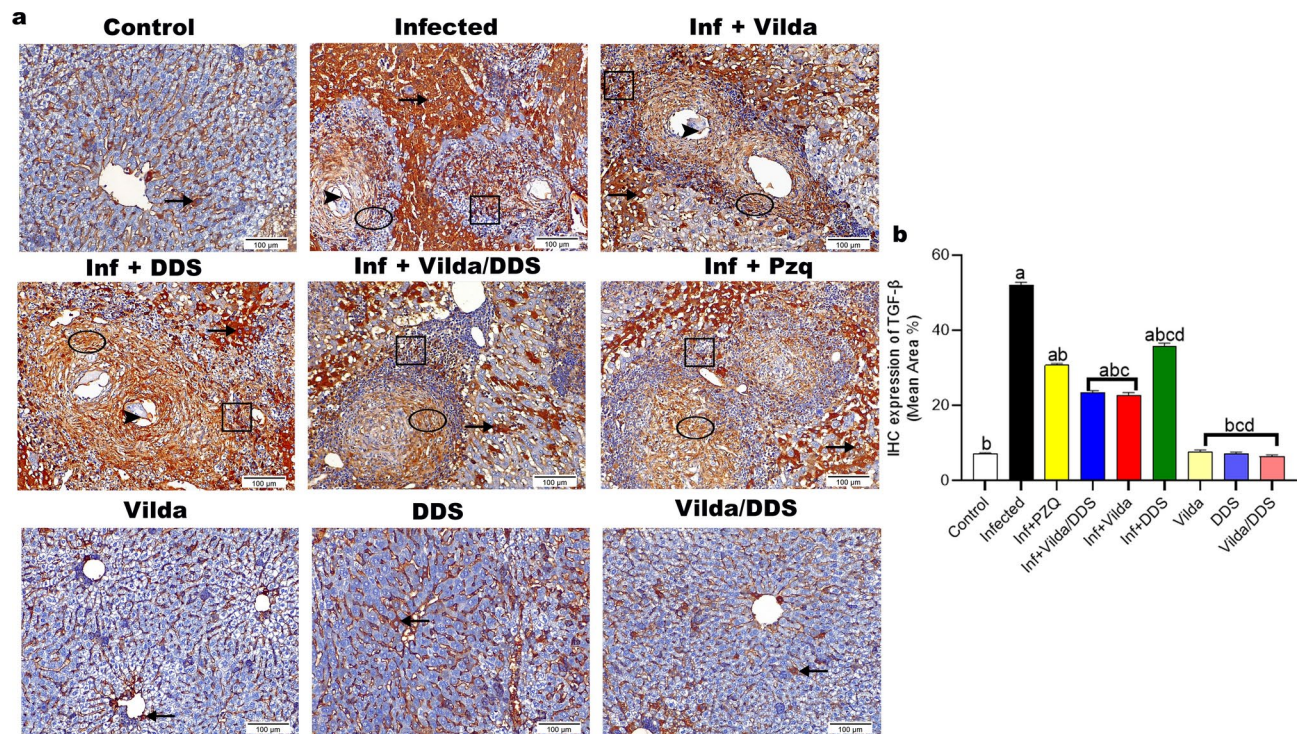 a
Control
Infected
Inf + Vilda
100 µm
100 µm
100 µm
Inf + DDS
Inf + Vilda/DDS
Inf + Pzq
100 µm
100 µm
100 µm
Vilda
DDS
Vilda/DDS
100 µm
100 µm
100 µm
b
IHC expression of TGF-β
(Mean Area %)
60
40
20
0
b
a
ab
abc
abcd
bcd
Control
Infected
Inf+PZQ
Inf+Vilda/DDS
Inf+Vilda
Inf+DDS
Vilda
DDS
Vilda/DDS